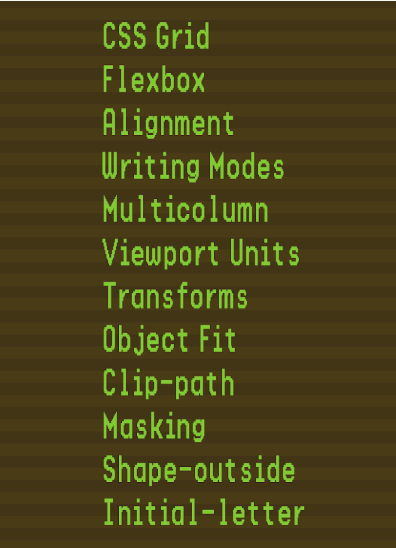 CSS Grid
Flexbox
Alignment
Writing Modes
Multicolumn
Viewport Units
Transforms
Object Fit
Clip-path
Masking
Shape-outside
Initial-letter